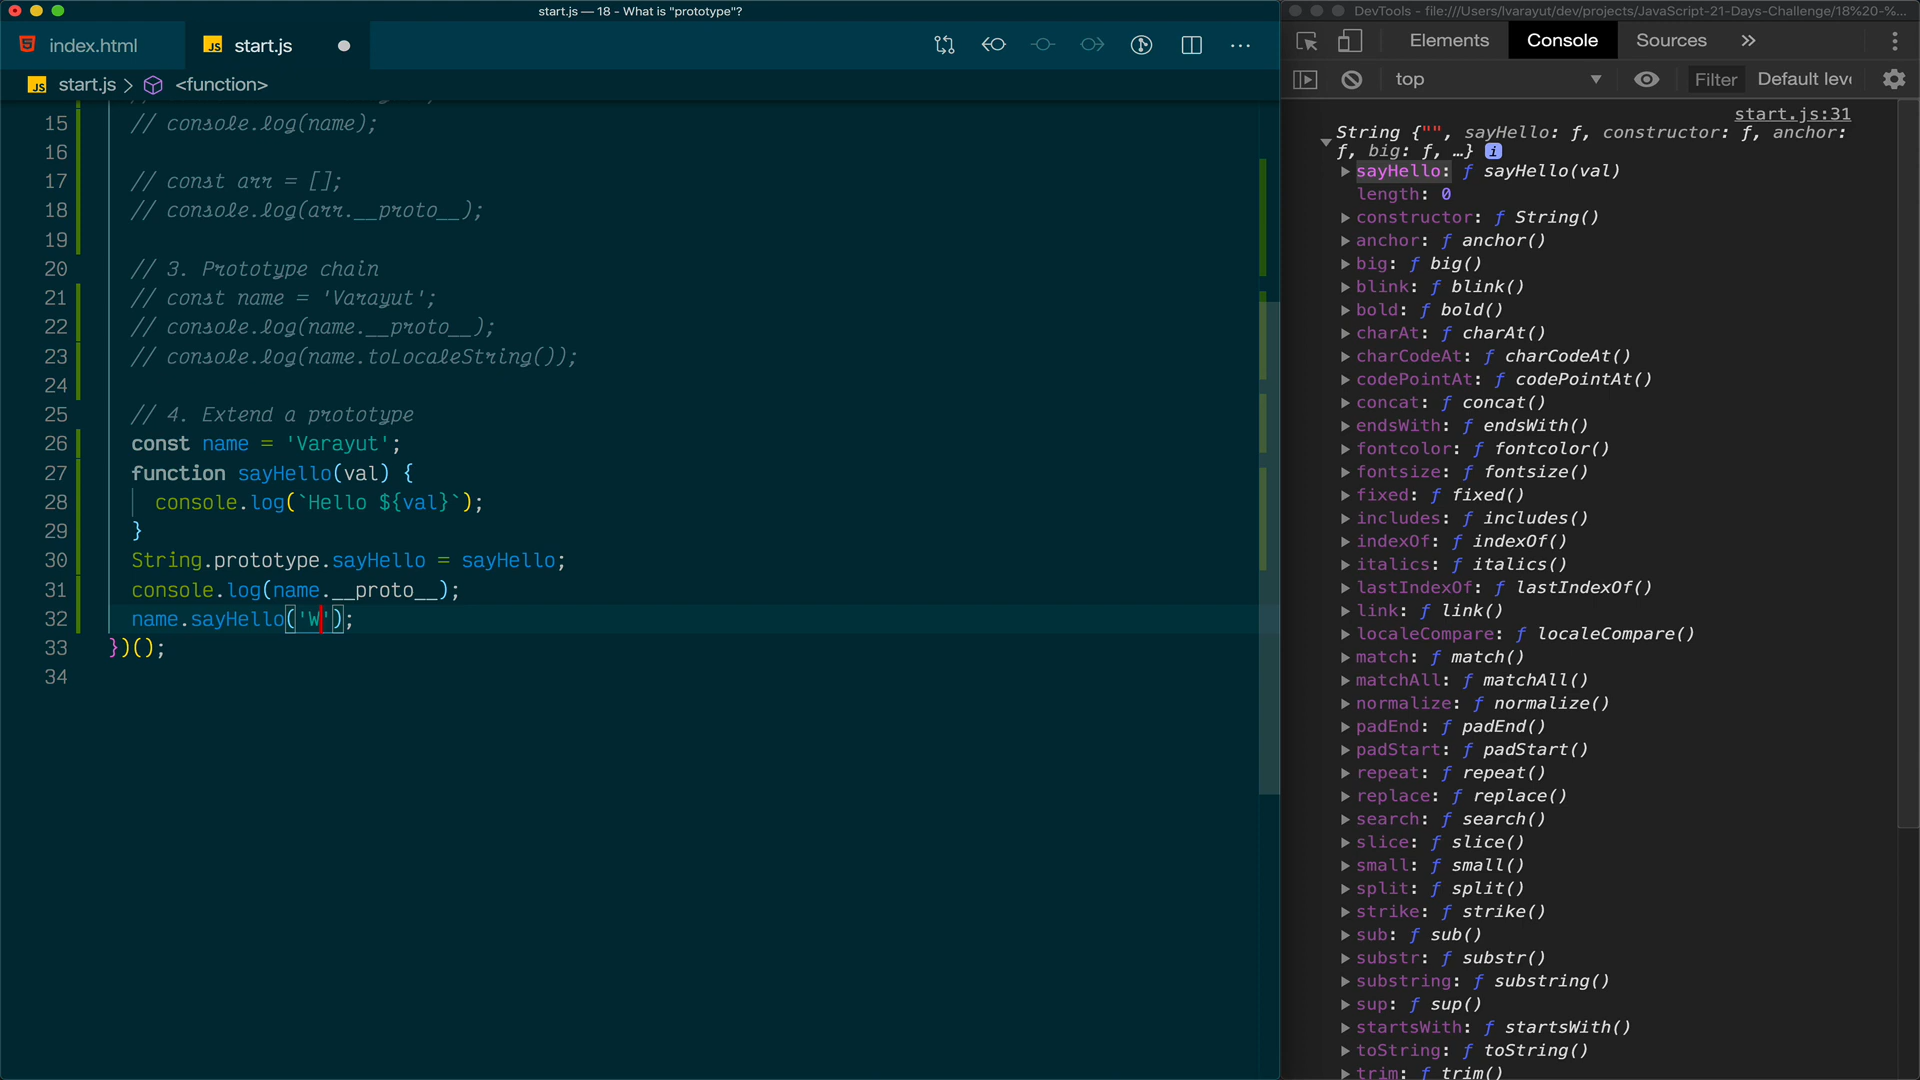 start.js — 18 - What is "prototype"?
index.html
JS start.js
JS start.js > <function>
15 // console.log(name);
16
17 // const arr = [];
18 // console.log(arr.__proto__);
19
20 // 3. Prototype chain
21 // const name = 'Varayut';
22 // console.log(name.__proto__);
23 // console.log(name.toLocaleString());
24
25 // 4. Extend a prototype
26 const name = 'Varayut';
27 function sayHello(val) {
28 console.log(`Hello ${val}`);
29 }
30 String.prototype.sayHello = sayHello;
31 console.log(name.__proto__);
32 name.sayHello('W');
33 })();
34
DevTools - file:///Users/lvarayut/dev/projects/JavaScript-21-Days-Challenge/18%20-%...
Elements Console Sources »
top Filter Default leve
start.js:31
String {"", sayHello: ƒ, constructor: ƒ, anchor:
ƒ, big: ƒ, …} i
sayHello: ƒ sayHello(val)
length: 0
constructor: ƒ String()
anchor: ƒ anchor()
big: ƒ big()
blink: ƒ blink()
bold: ƒ bold()
charAt: ƒ charAt()
charCodeAt: ƒ charCodeAt()
codePointAt: ƒ codePointAt()
concat: ƒ concat()
endsWith: ƒ endsWith()
fontcolor: ƒ fontcolor()
fontsize: ƒ fontsize()
fixed: ƒ fixed()
includes: ƒ includes()
indexOf: ƒ indexOf()
italics: ƒ italics()
lastIndexOf: ƒ lastIndexOf()
link: ƒ link()
localeCompare: ƒ localeCompare()
match: ƒ match()
matchAll: ƒ matchAll()
normalize: ƒ normalize()
padEnd: ƒ padEnd()
padStart: ƒ padStart()
repeat: ƒ repeat()
replace: ƒ replace()
search: ƒ search()
slice: ƒ slice()
small: ƒ small()
split: ƒ split()
strike: ƒ strike()
sub: ƒ sub()
substr: ƒ substr()
substring: ƒ substring()
sup: ƒ sup()
startsWith: ƒ startsWith()
toString: ƒ toString()
trim: ƒ trim()